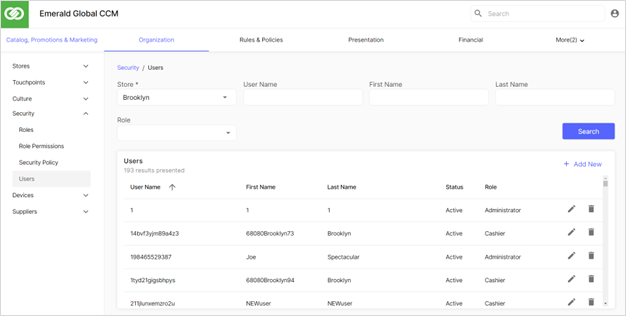 Emerald Global CCM
Search
Catalog, Promotions & Marketing Organization Rules & Policies Presentation Financial More(2)
Stores
Touchpoints
Culture
Security
Roles
Role Permissions
Security Policy
Users
Devices
Suppliers
Security / Users
Store * User Name First Name Last Name
Brooklyn
Role
Search
Users
193 results presented
+ Add New
User Name First Name Last Name Status Role
1 1 1 Active Administrator
14bvf3yjm89a4z3 68080Brooklyn73 Brooklyn Active Cashier
198465529387 Joe Spectacular Active Administrator
1tyd21gigsbhpys 68080Brooklyn94 Brooklyn Active Cashier
NEWuser NEWuser Active Cashier